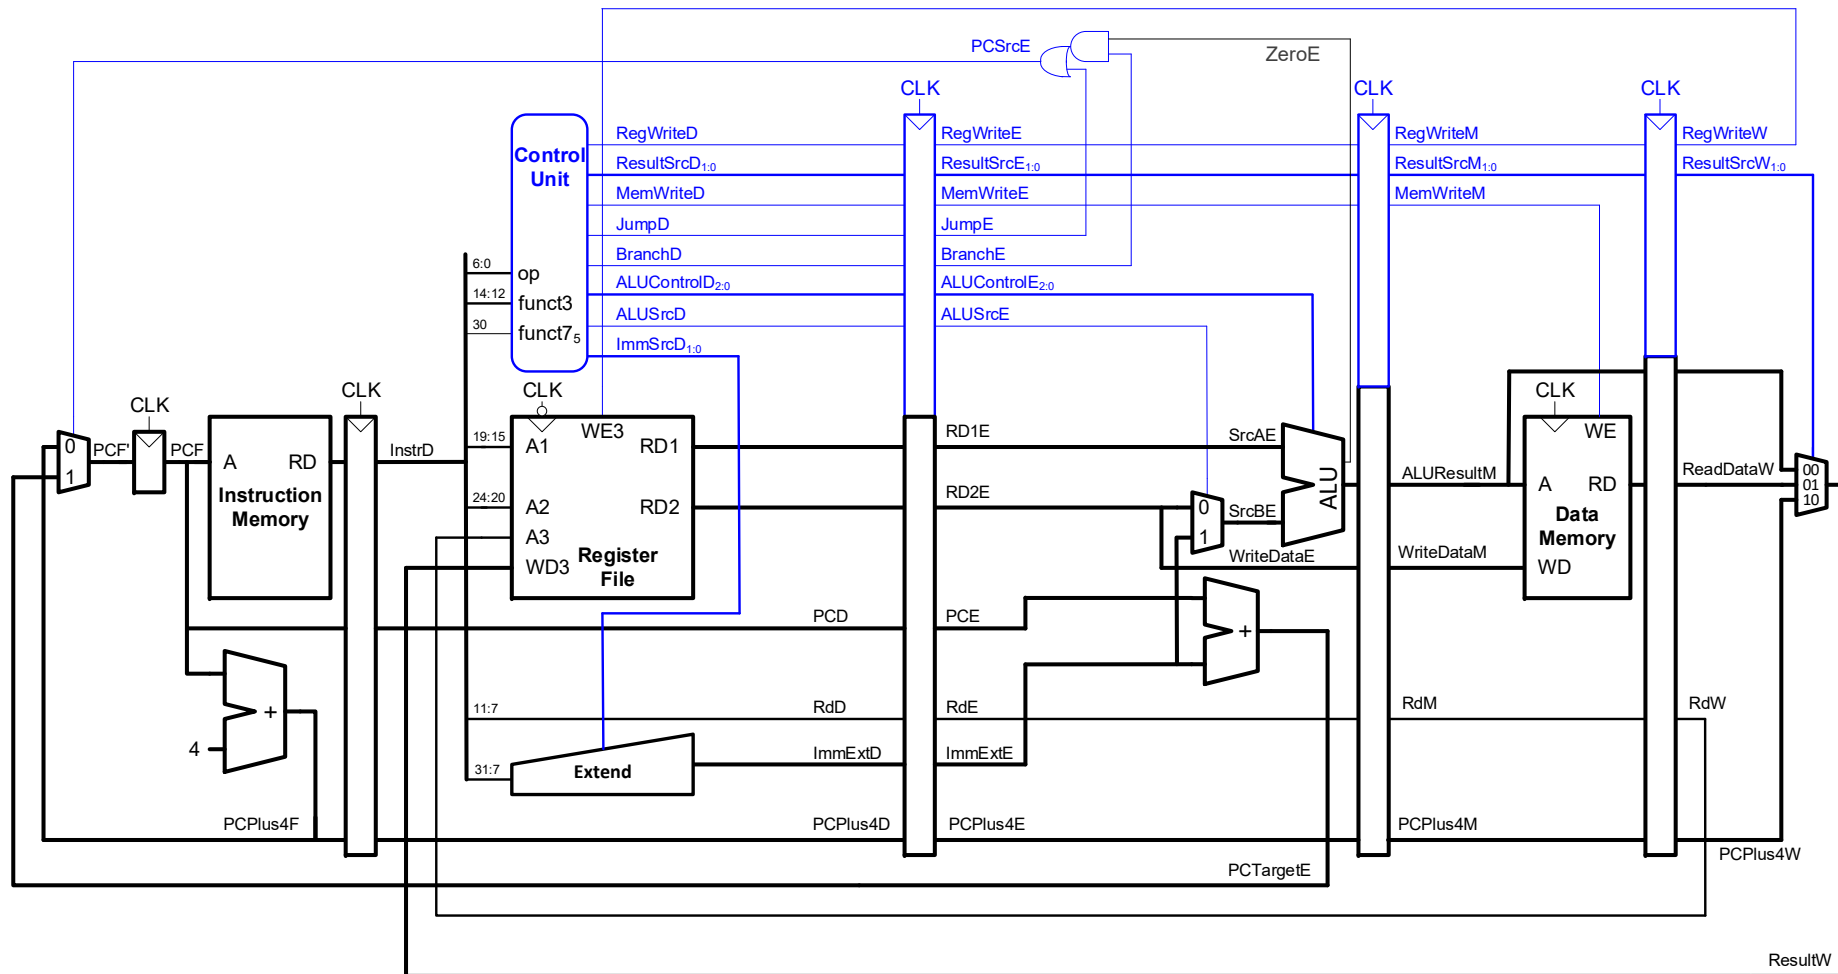 PCSrcE
ZeroE
CLK
CLK
CLK
Control
Unit
op
funct3
funct7₅
6:0
14:12
30
RegWriteD
ResultSrcD₁:₀
MemWriteD
JumpD
BranchD
ALUControlD₂:₀
ALUSrcD
ImmSrcD₁:₀
RegWriteE
ResultSrcE₁:₀
MemWriteE
JumpE
BranchE
ALUControlE₂:₀
ALUSrcE
RegWriteM
ResultSrcM₁:₀
MemWriteM
RegWriteW
ResultSrcW₁:₀
0
1
PCF'
CLK
PCF
A
RD
Instruction
Memory
CLK
InstrD
19:15
24:20
CLK
A1
WE3
RD1
A2
RD2
A3
Register
File
WD3
RD1E
RD2E
0
1
SrcAE
SrcBE
ALU
WriteDataE
ALUResultM
WriteDataM
CLK
WE
A
RD
Data
Memory
WD
ReadDataW
00
01
10
PCD
PCE
+
4
+
11:7
RdD
RdE
RdM
RdW
31:7
Extend
ImmExtD
ImmExtE
PCPlus4F
PCPlus4D
PCPlus4E
PCPlus4M
PCPlus4W
PCTargetE
ResultW